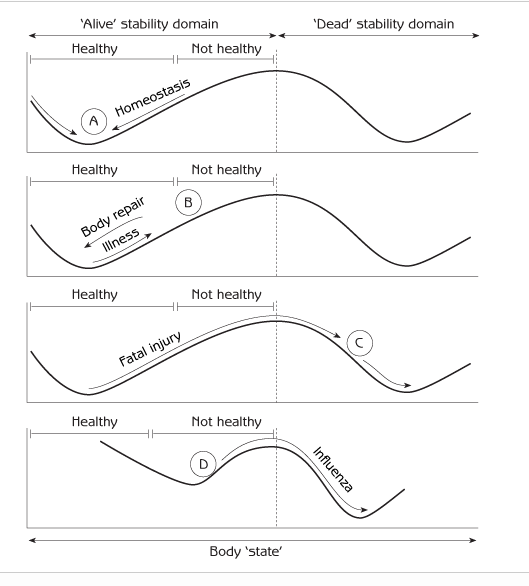 ‘Alive’ stability domain ‘Dead’ stability domain
Healthy Not healthy
A Homeostasis
Healthy Not healthy
Body repair B
Illness
Healthy Not healthy
Fatal injury C
Healthy Not healthy
D Influenza
Body ‘state’